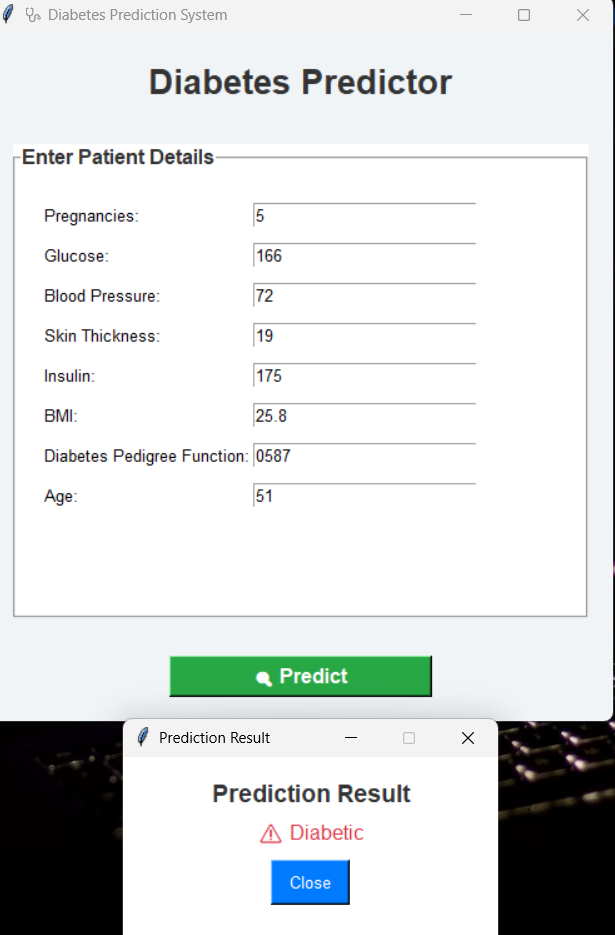 Diabetes Prediction System
Diabetes Predictor
Enter Patient Details
Pregnancies: 5
Glucose: 166
Blood Pressure: 72
Skin Thickness: 19
Insulin: 175
BMI: 25.8
Diabetes Pedigree Function: 0587
Age: 51
Predict
Prediction Result
Prediction Result
⚠ Diabetic
Close